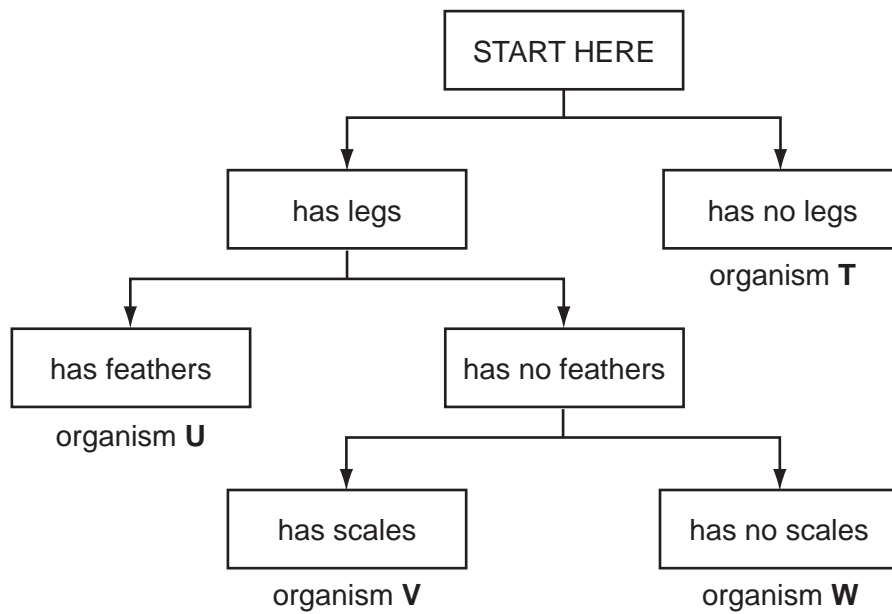 START HERE
has legs
has no legs
organism T
has feathers
has no feathers
organism U
has scales
has no scales
organism V
organism W